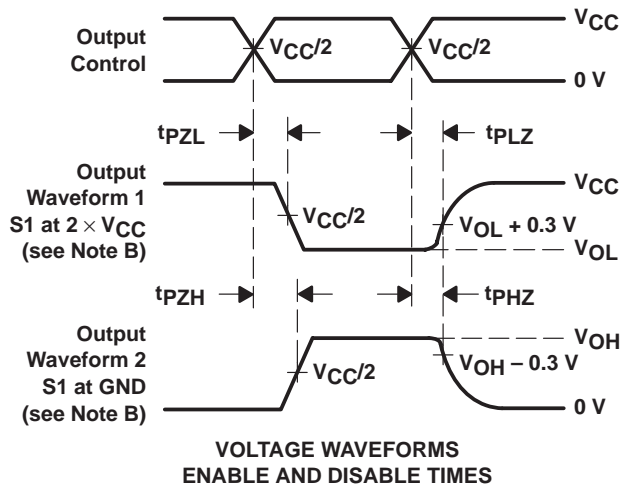 Output
Control
VCC/2
VCC/2
VCC
0 V
tPZL
tPLZ
Output
Waveform 1
S1 at 2 × VCC
(see Note B)
VCC/2
VCC
VOL + 0.3 V
VOL
tPZH
tPHZ
Output
Waveform 2
S1 at GND
(see Note B)
VCC/2
VOH
VOH − 0.3 V
0 V
VOLTAGE WAVEFORMS
ENABLE AND DISABLE TIMES